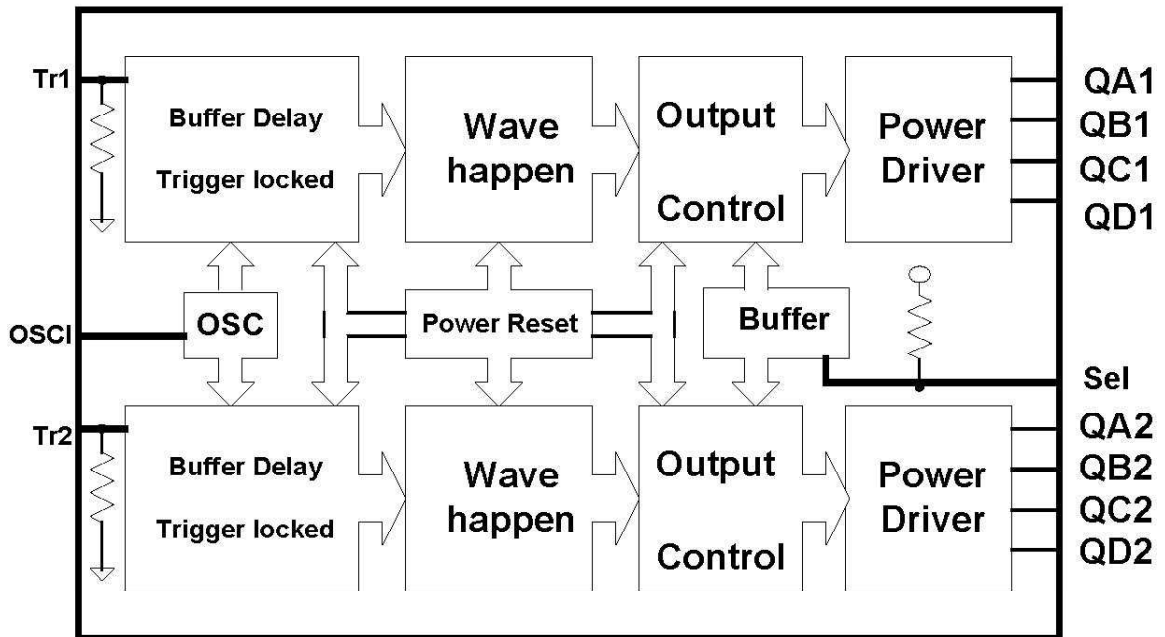 Tr1
Buffer Delay
Trigger locked
Wave
happen
Output
Control
Power
Driver
QA1
QB1
QC1
QD1
OSCI
OSC
Power Reset
Buffer
Sel
Tr2
Buffer Delay
Trigger locked
Wave
happen
Output
Control
Power
Driver
QA2
QB2
QC2
QD2